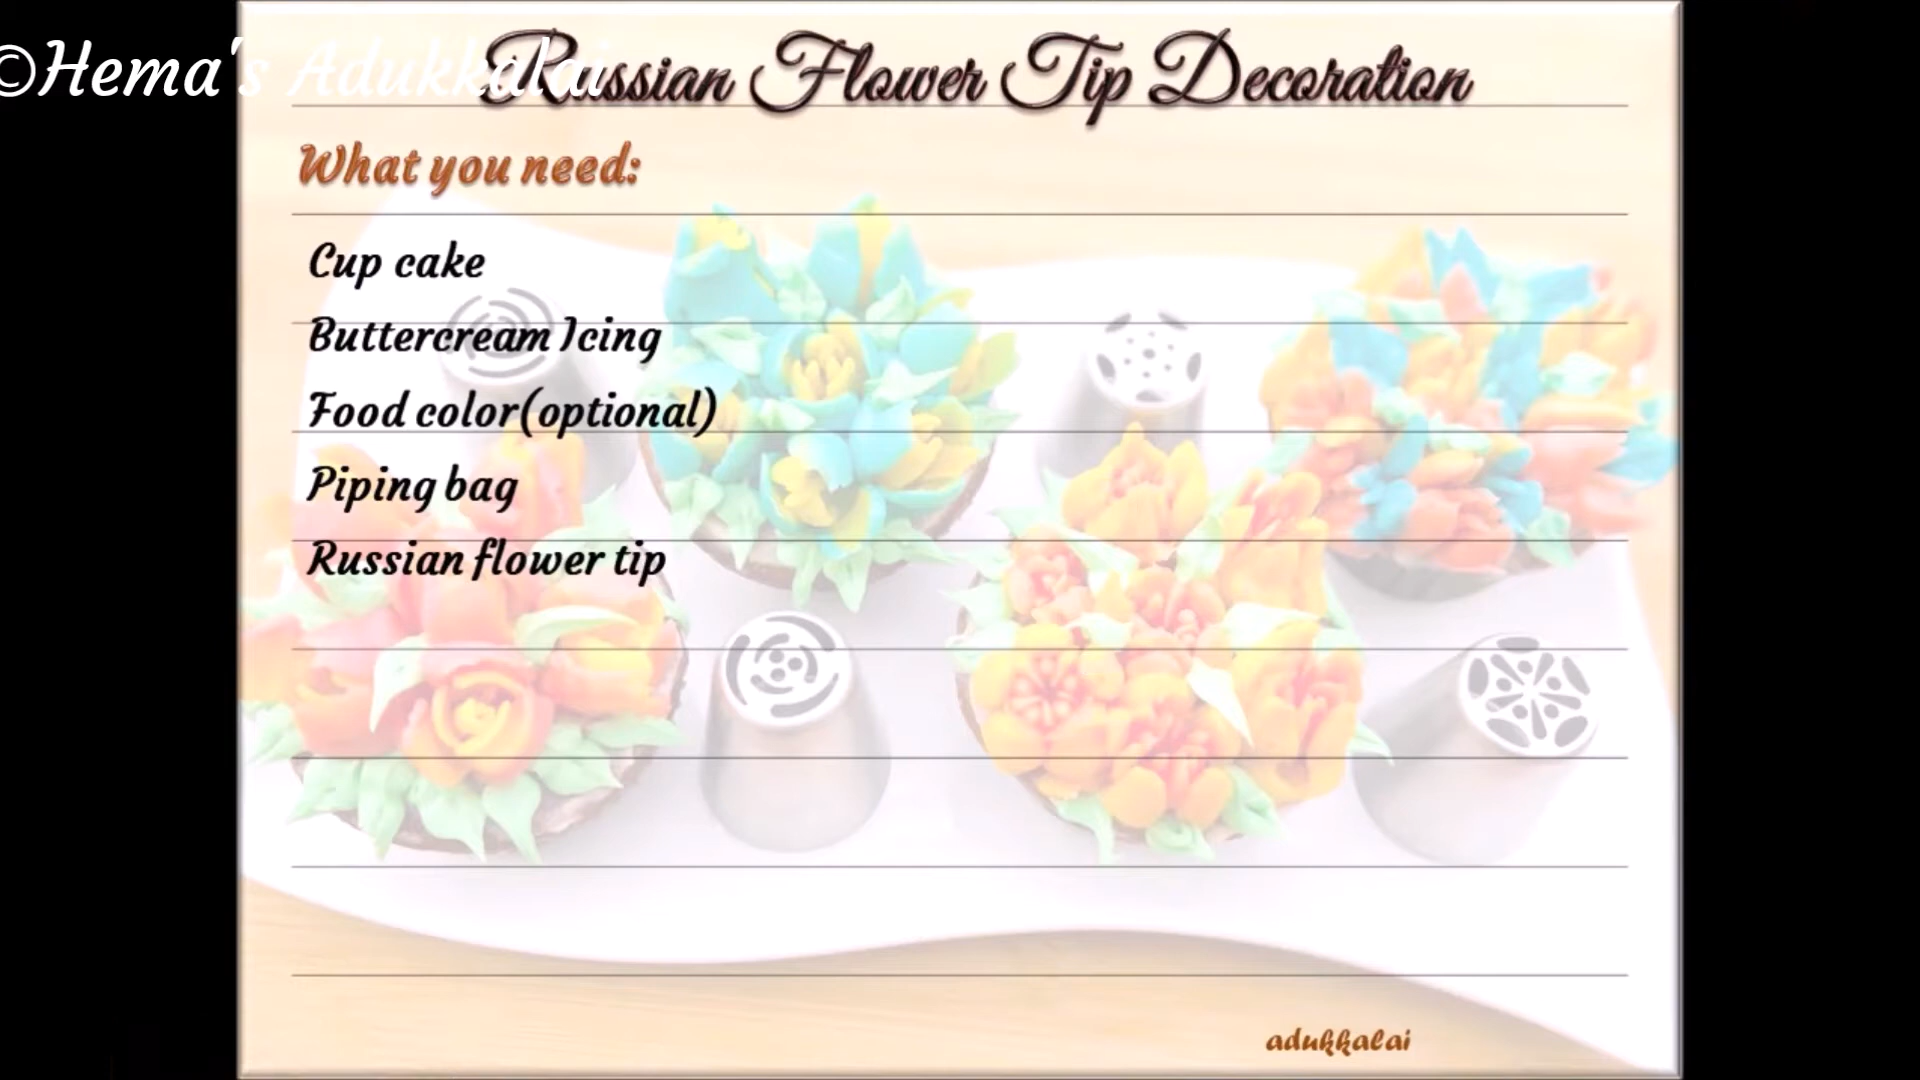 ©Hema's Adukkalai
Russian Flower Tip Decoration
What you need:
Cup cake
Buttercream Icing
Food color(optional)
Piping bag
Russian flower tip
adukkalai